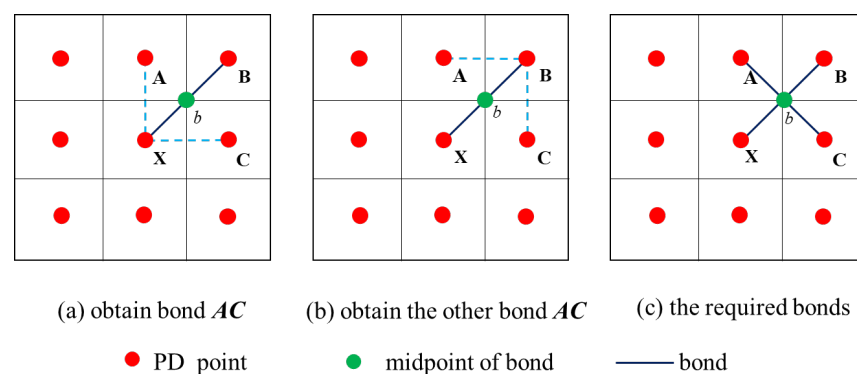 A B A B A B
b b b
X C X C X C
(a) obtain bond AC (b) obtain the other bond AC (c) the required bonds
PD point midpoint of bond bond